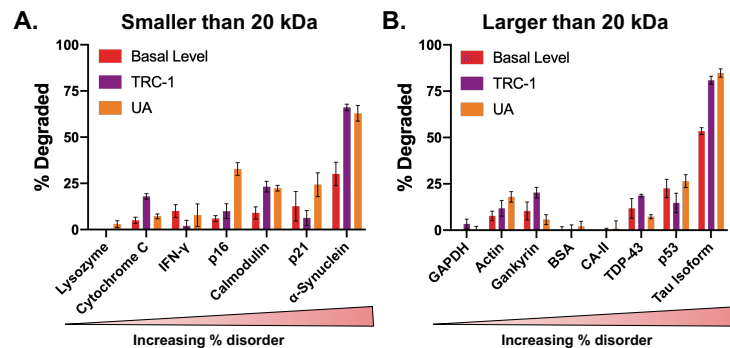 A. Smaller than 20 kDa
% Degraded
100
75
50
25
0
Basal Level
TRC-1
UA
Lysozyme
Cytochrome C
IFN-γ
p16
Calmodulin
p21
α-Synuclein
Increasing % disorder
B. Larger than 20 kDa
% Degraded
100
75
50
25
0
Basal Level
TRC-1
UA
GAPDH
Actin
Gankyrin
BSA
CA-II
TDP-43
p53
Tau Isoform
Increasing % disorder